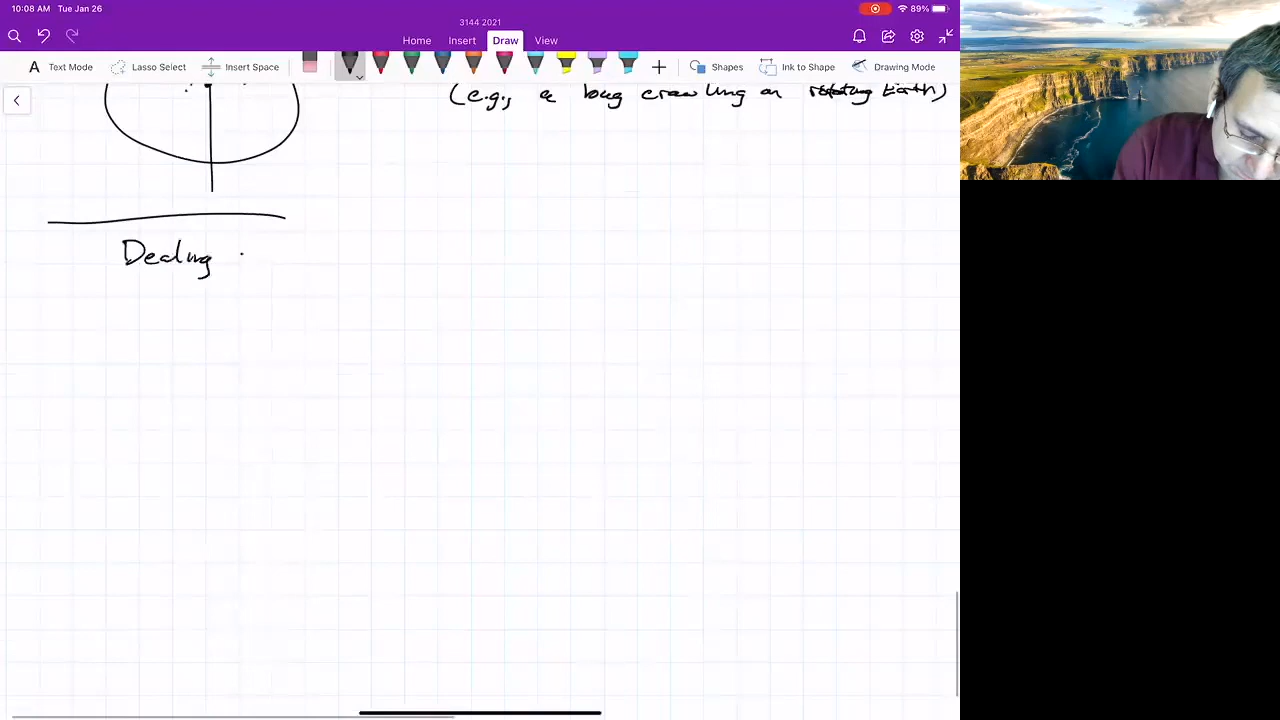 10:08 AM Tue Jan 26 89%
3144 2021
Home Insert Draw View
A Text Mode Lasso Select Insert Space Shapes Ink to Shape Drawing Mode
(e.g., a bug crawling on rotating Earth)
Dealing